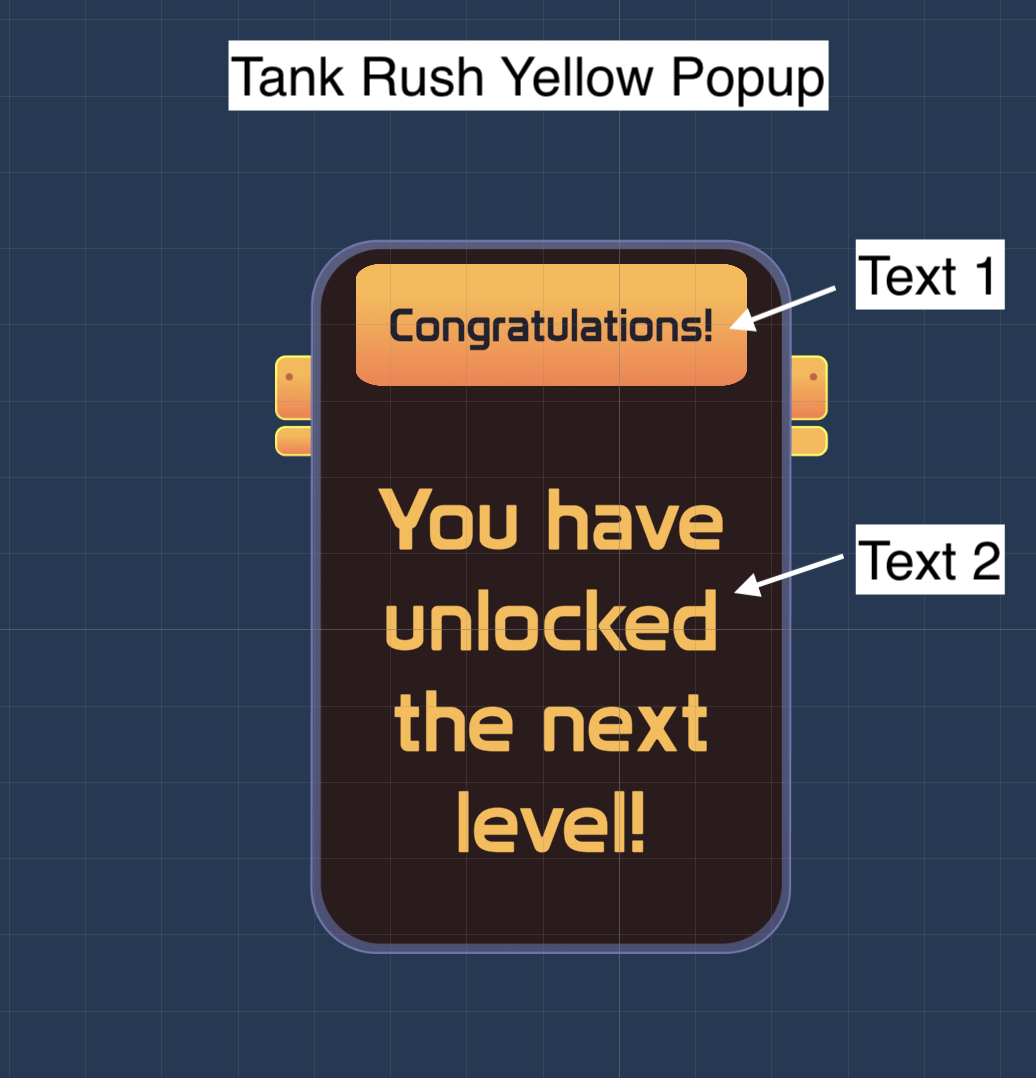 Tank Rush Yellow Popup
Text 1
Congratulations!
You have
unlocked
the next
level!
Text 2